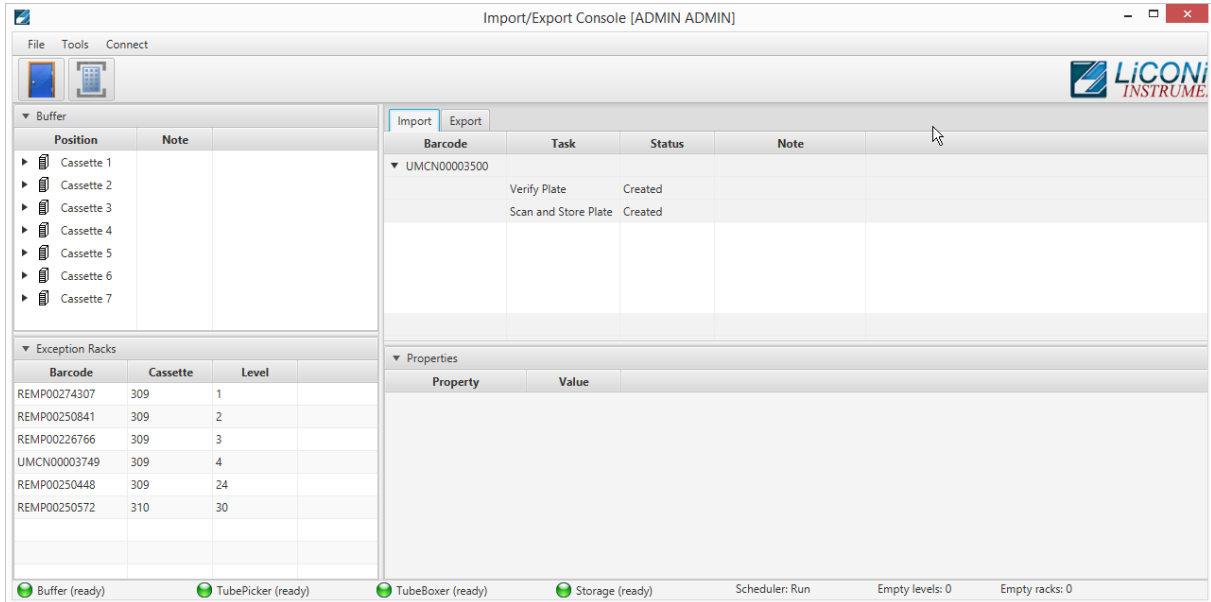 Import/Export Console [ADMIN ADMIN]
File Tools Connect
LiCONi
INSTRUME
Buffer
Position Note
Cassette 1
Cassette 2
Cassette 3
Cassette 4
Cassette 5
Cassette 6
Cassette 7
Import Export
Barcode Task Status Note
UMCN00003500
Verify Plate Created
Scan and Store Plate Created
Exception Racks
Barcode Cassette Level
REMP00274307 309 1
REMP00250841 309 2
REMP00226766 309 3
UMCN00003749 309 4
REMP00250448 309 24
REMP00250572 310 30
Properties
Property Value
Buffer (ready) TubePicker (ready) TubeBoxer (ready) Storage (ready) Scheduler: Run Empty levels: 0 Empty racks: 0